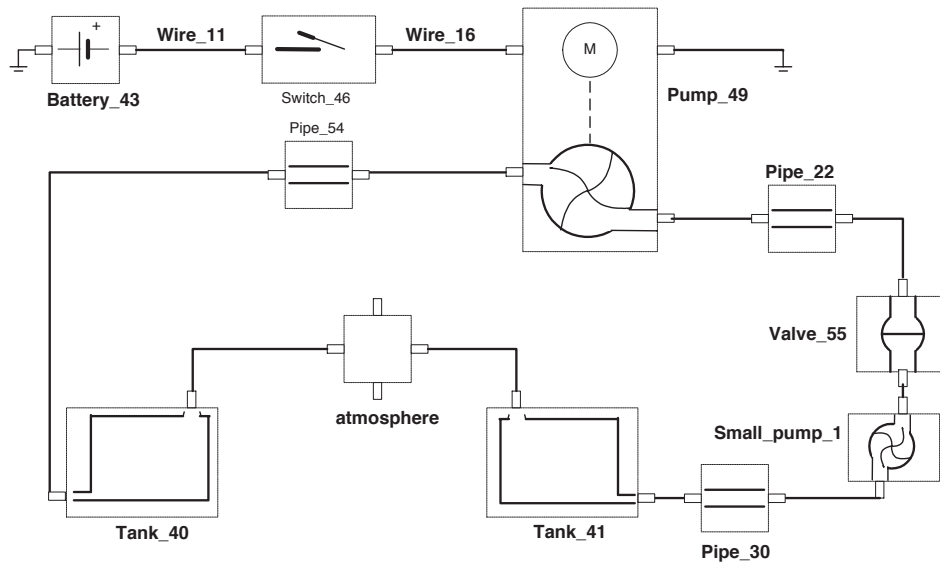 +
Wire_11
Wire_16
M
Battery_43
Switch_46
Pump_49
Pipe_54
Pipe_22
Valve_55
atmosphere
Small_pump_1
Tank_40
Tank_41
Pipe_30